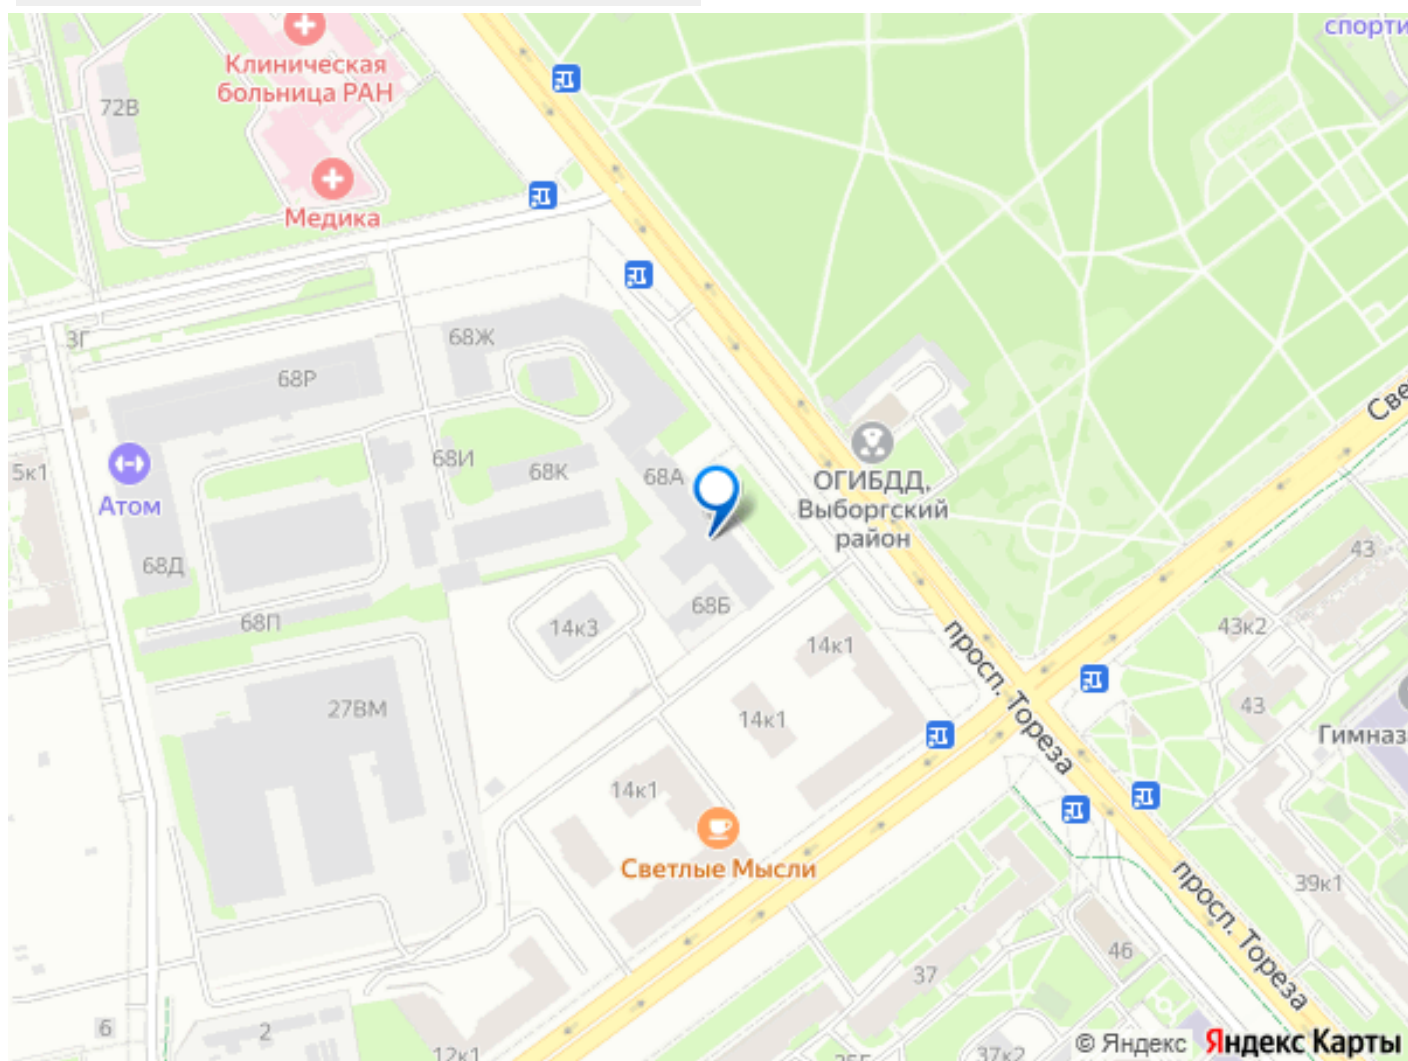 спорти
Клиническая
больница РАН
72В
Медика
3Г
68Ж
68Р
Све
5к1
Атом
68И
68К
68А
ОГИБДД,
Выборгский
район
68Д
43
68Б
68П
14к3
14к1
43к2
просп. Тореза
27ВМ
14к1
43
Гимназ
14к1
Светлые Мысли
39к1
просп. Тореза
46
37
6
2
12к1
37к2
© Яндекс
Яндекс Карты